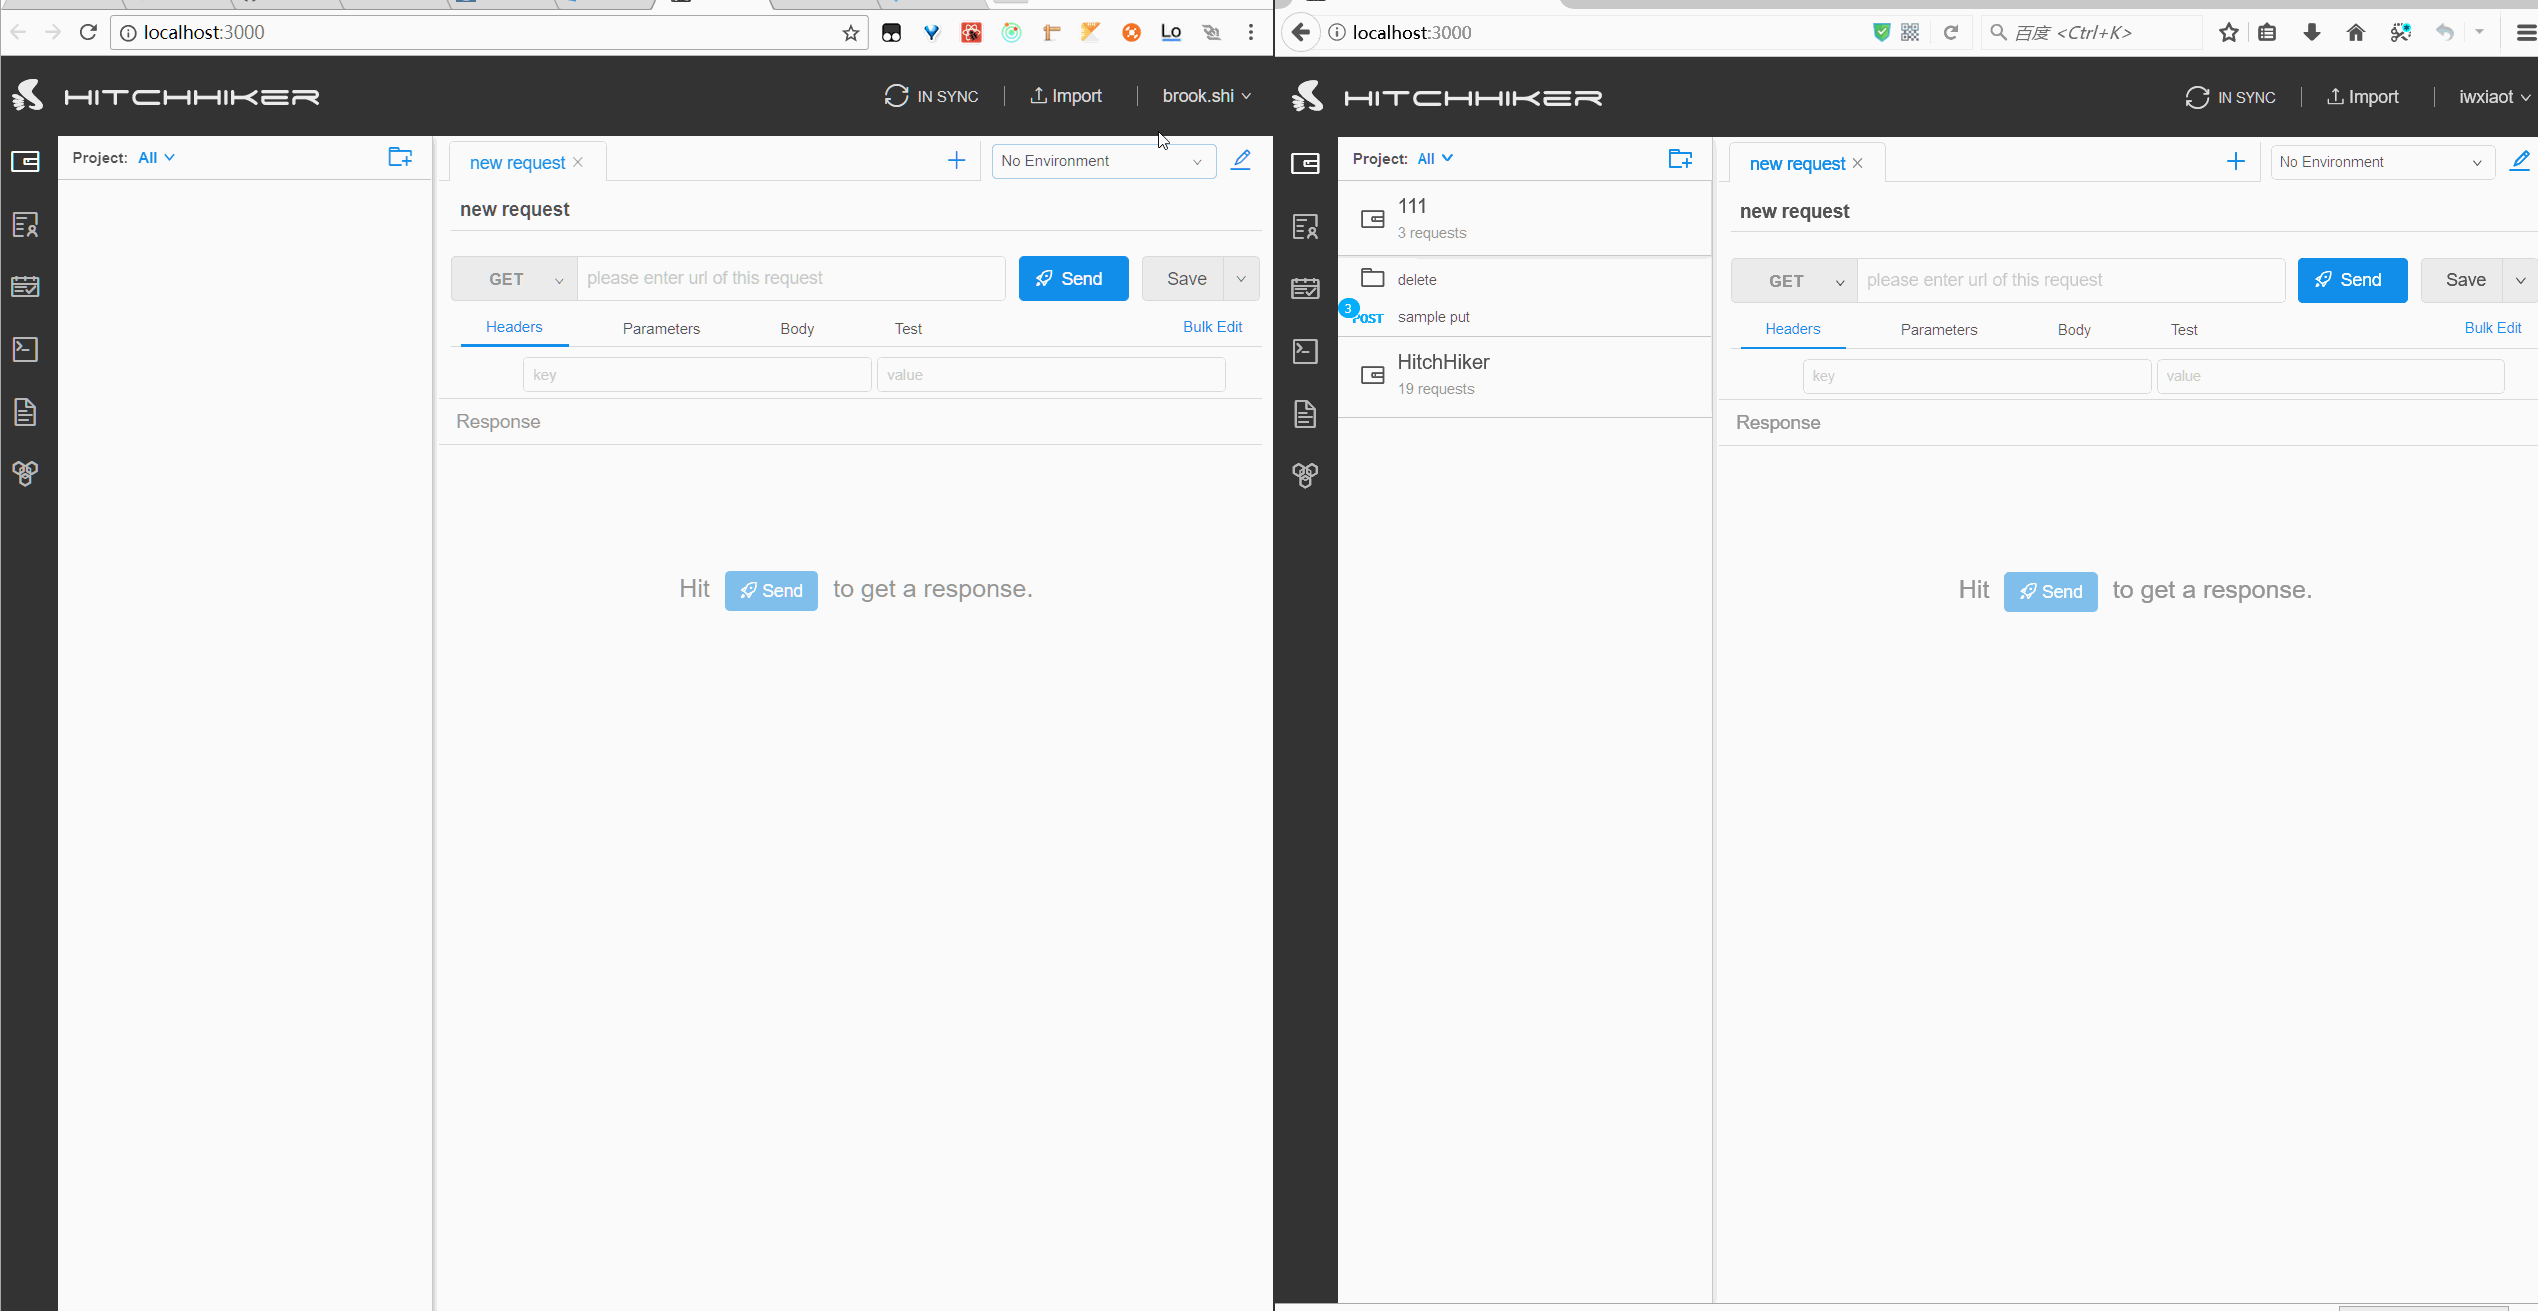 localhost:3000
Lo
HITCHHIKER
IN SYNC
Import
brook.shi
Project: All
new request
No Environment
new request
GET
please enter url of this request
Send
Save
Headers
Parameters
Body
Test
Bulk Edit
key
value
Response
Hit Send to get a response.
localhost:3000
百度 <Ctrl+K>
HITCHHIKER
IN SYNC
Import
iwxiaot
Project: All
111
3 requests
delete
3
POST
sample put
HitchHiker
19 requests
new request
No Environment
new request
GET
please enter url of this request
Send
Save
Headers
Parameters
Body
Test
Bulk Edit
key
value
Response
Hit Send to get a response.